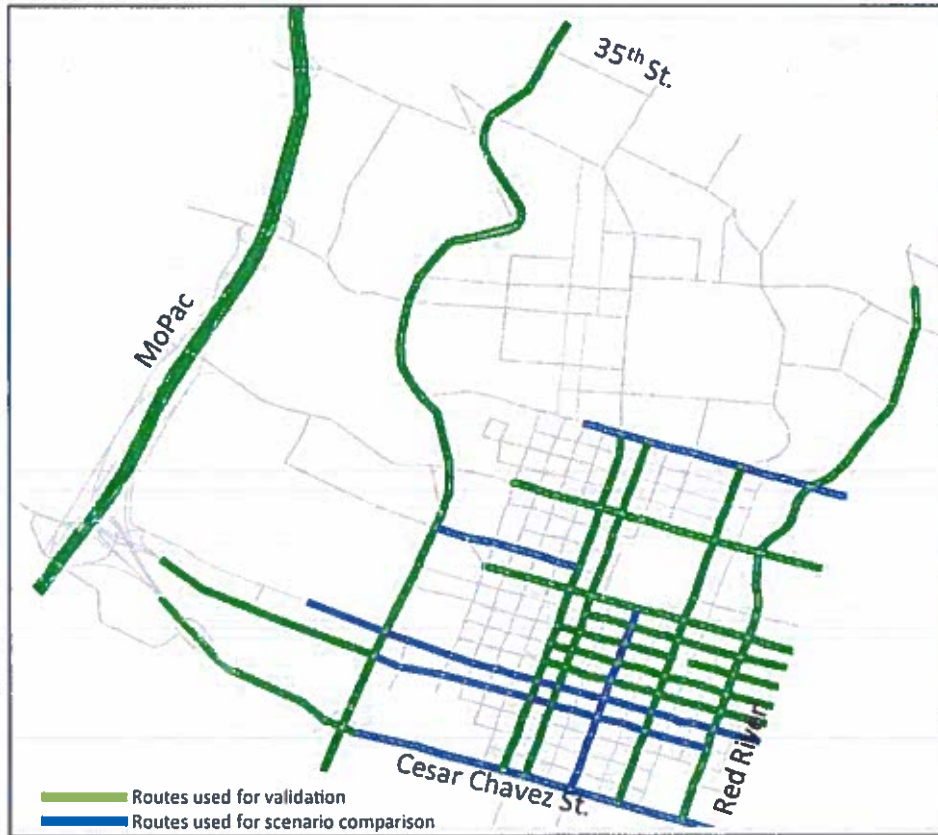 35th St.
MoPac
Cesar Chavez St.
Red River
Routes used for validation
Routes used for scenario comparison